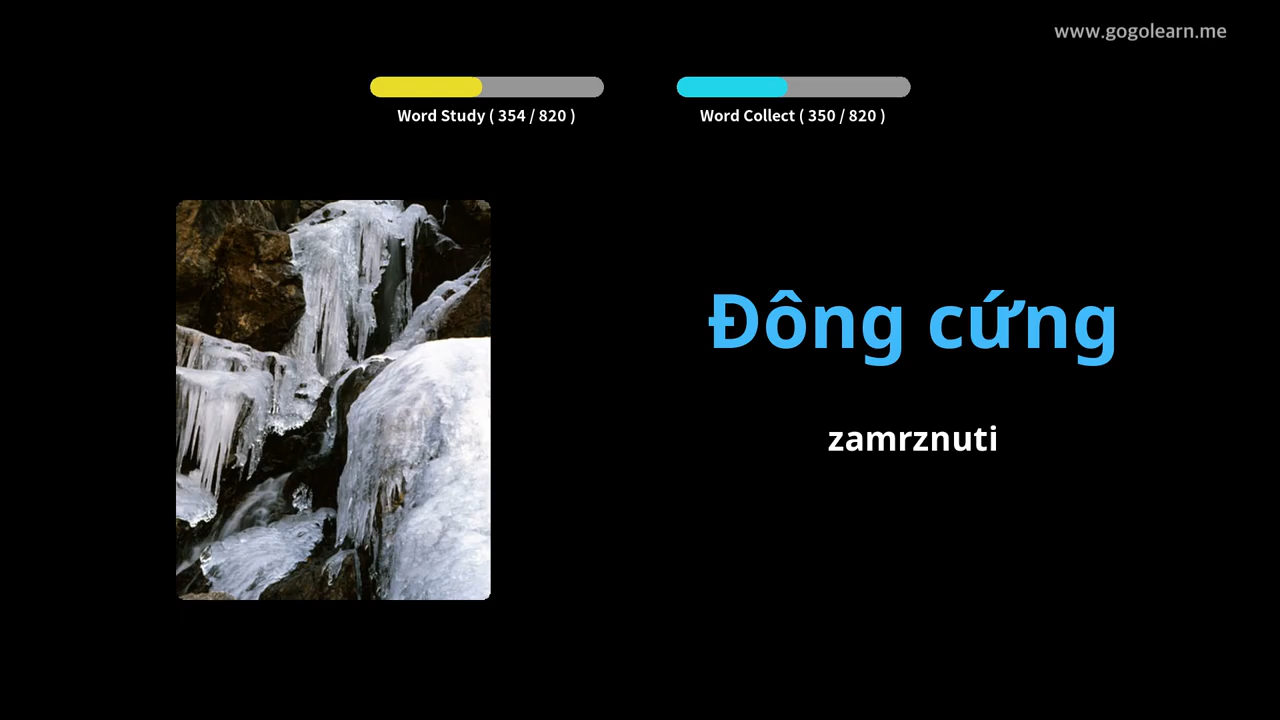 www.gogolearn.me
Word Study ( 354 / 820 )
Word Collect ( 350 / 820 )
Đông cứng
zamrznuti